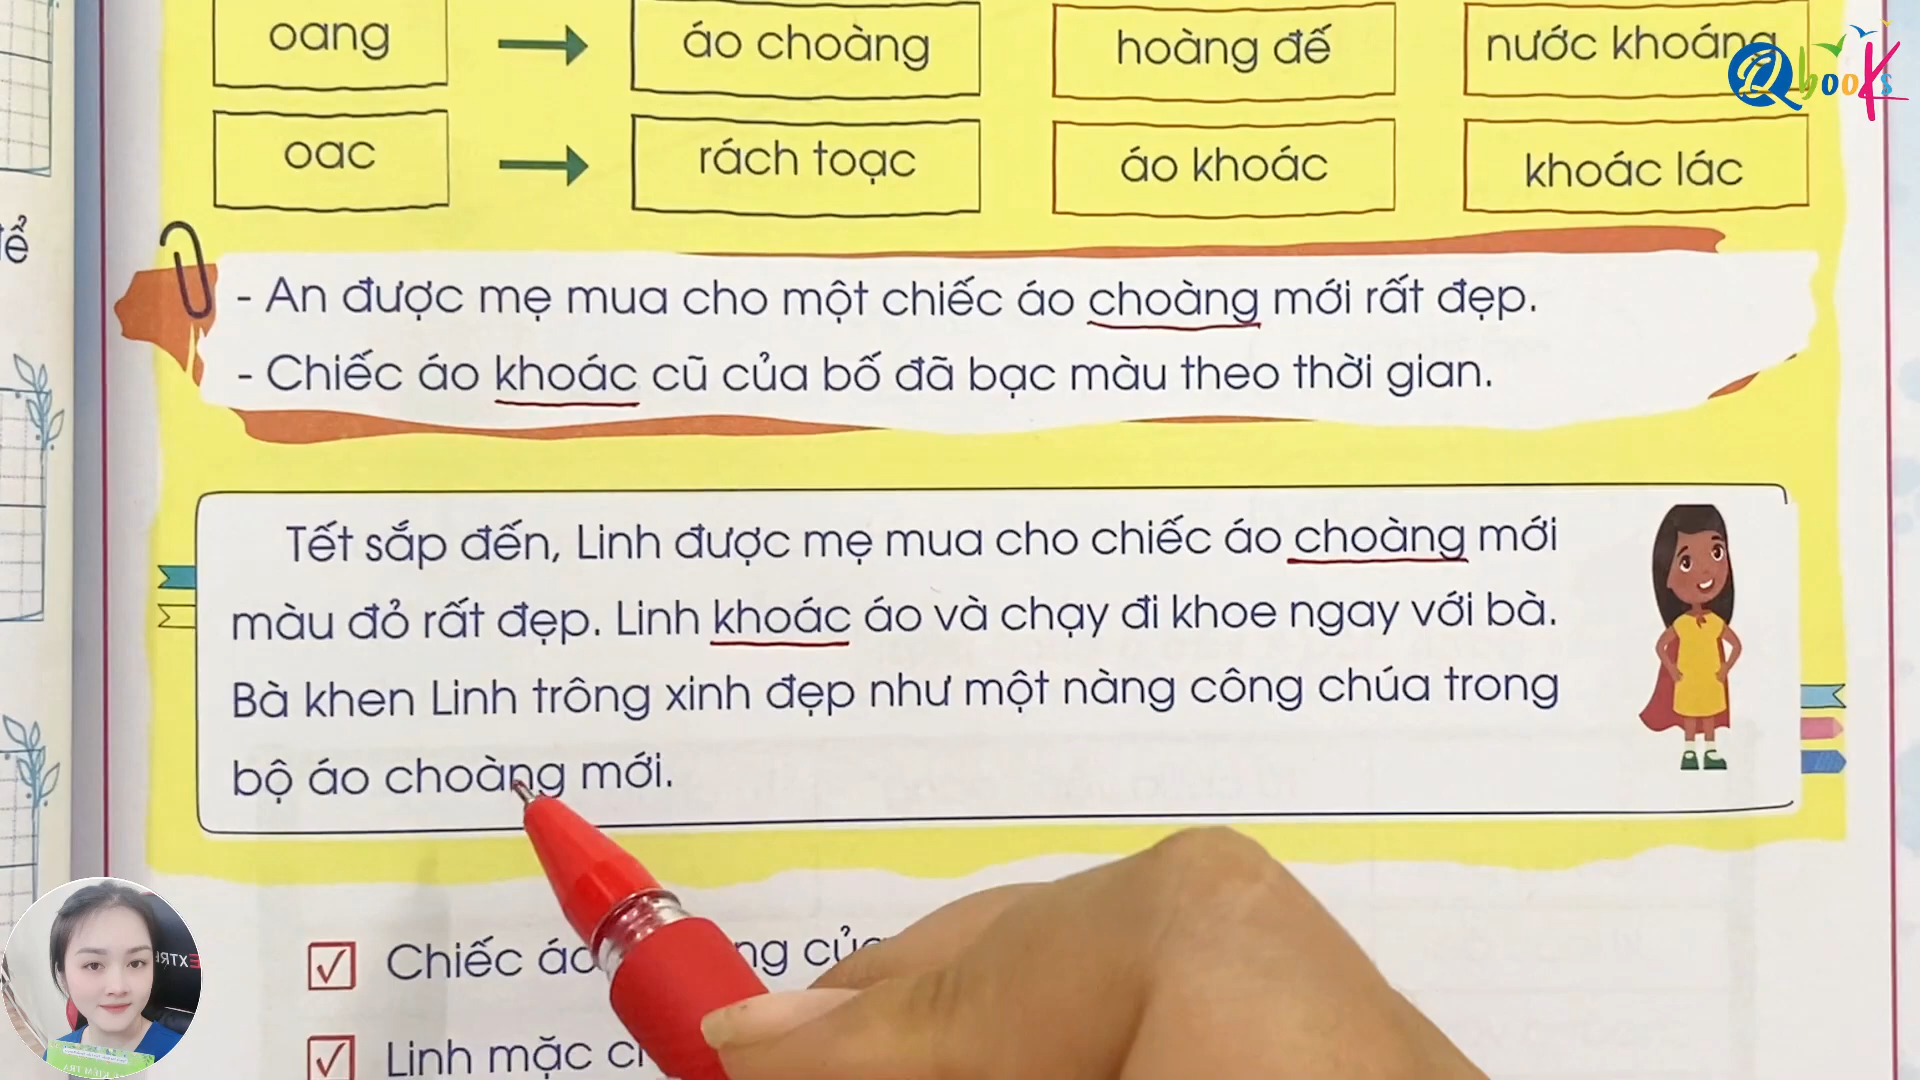 oang áo choàng hoàng đế nước khoáng
Qbooks
oac rách toạc áo khoác khoác lác
- An được mẹ mua cho một chiếc áo choàng mới rất đẹp.
- Chiếc áo khoác cũ của bố đã bạc màu theo thời gian.
Tết sắp đến, Linh được mẹ mua cho chiếc áo choàng mới
màu đỏ rất đẹp. Linh khoác áo và chạy đi khoe ngay với bà.
Bà khen Linh trông xinh đẹp như một nàng công chúa trong
bộ áo choàng mới.
Chiếc áo
Linh mặc